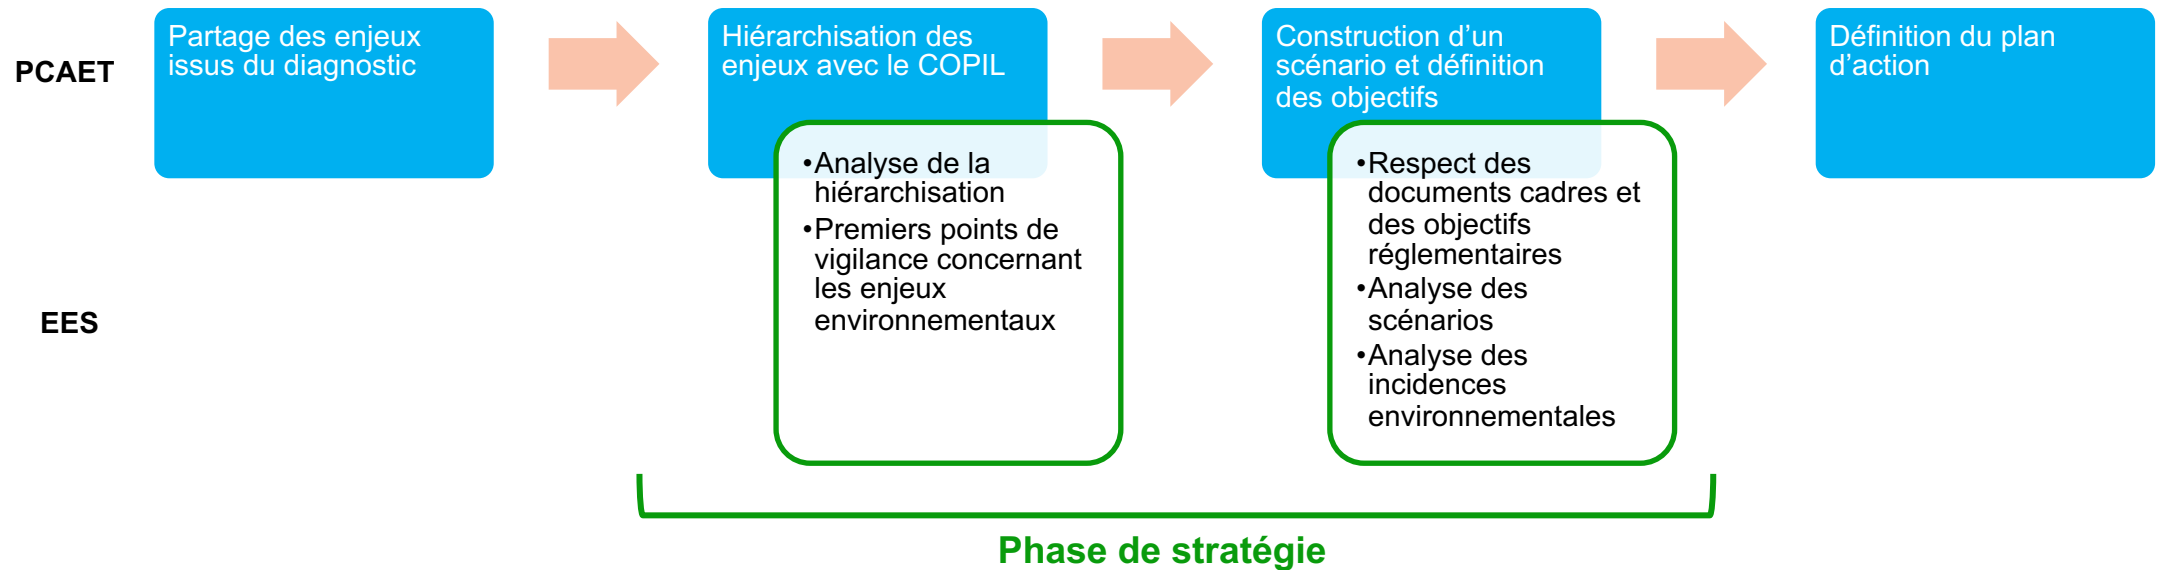 PCAET
Partage des enjeux
issus du diagnostic
Hiérarchisation des
enjeux avec le COPIL
Construction d’un
scénario et définition
des objectifs
Définition du plan
d’action
EES
•Analyse de la
hiérarchisation
•Premiers points de
vigilance concernant
les enjeux
environnementaux
•Respect des
documents cadres et
des objectifs
réglementaires
•Analyse des
scénarios
•Analyse des
incidences
environnementales
Phase de stratégie